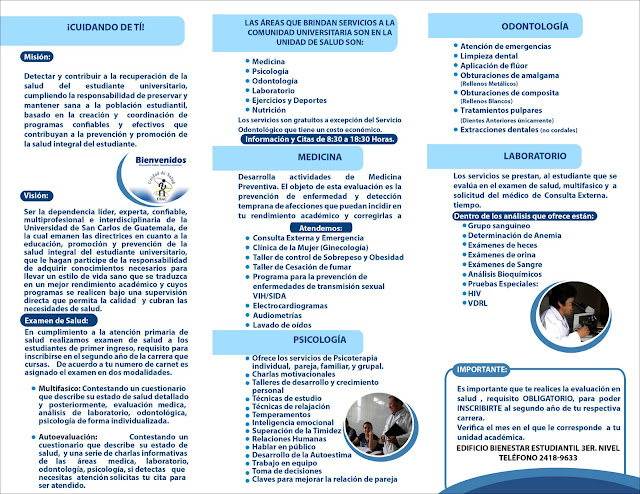 ¡CUIDANDO DE TÍ!
Misión:
Detectar y contribuir a la recuperación de la
salud del estudiante universitario,
cumpliendo la responsabilidad de preservar y
mantener sana a la población estudiantil,
basado en la creación y coordinación de
programas confiables y efectivos que
contribuyan a la prevención y promoción de
la salud integral del estudiante.
Bienvenidos
Unidad de Salud
USAC
Visión:
Ser la dependencia líder, experta, confiable,
multiprofesional e interdisciplinaria de la
Universidad de San Carlos de Guatemala, de
la cual emanan las directrices en cuanto a la
educación, promoción y prevención de la
salud integral del estudiante universitario,
que le hagan participe de la responsabilidad
de adquirir conocimientos necesarios para
llevar un estilo de vida sano que se traduzca
en un mejor rendimiento académico y cuyos
programas se realicen bajo una supervisión
directa que permita la calidad y cubran las
necesidades de salud.
Examen de Salud:
En cumplimiento a la atención primaria de
salud realizamos examen de salud a los
estudiantes de primer ingreso, requisito para
inscribirse en el segundo año de la carrera que
cursas. De acuerdo a tu numero de carnet es
asignado el examen en dos modalidades.
• Multifasico: Contestando un cuestionario
que describe su estado de salud detallado
y posteriormente, evaluación medica,
análisis de laboratorio, odontológica,
psicología de forma individualizada.
• Autoevaluación: Contestando un
cuestionario que describe su estado de
salud, y una serie de charlas informativas
de las áreas medica, laboratorio,
odontología, psicología, si detectas que
necesitas atención solicitas tu cita para
ser atendido.
LAS ÁREAS QUE BRINDAN SERVICIOS A LA
COMUNIDAD UNIVERSITARIA SON EN LA
UNIDAD DE SALUD SON:
• Medicina
• Psicología
• Odontología
• Laboratorio
• Ejercicios y Deportes
• Nutrición
Los servicios son gratuitos a excepción del Servicio
Odontológico que tiene un costo económico.
Información y Citas de 8:30 a 18:30 Horas.
MEDICINA
Desarrolla actividades de Medicina
Preventiva. El objeto de esta evaluación es la
prevención de enfermedad y detección
temprana de afecciones que puedan incidir en
tu rendimiento académico y corregirlas a
Atendemos:
• Consulta Externa y Emergencia
• Clínica de la Mujer (Ginecología)
• Taller de control de Sobrepeso y Obesidad
• Taller de Cesación de fumar
• Programa para la prevención de
enfermedades de transmisión sexual
VIH/SIDA
• Electrocardiogramas
• Audiometrías
• Lavado de oídos
PSICOLOGÍA
• Ofrece los servicios de Psicoterapia
individual, pareja, familiar, y grupal.
• Charlas motivacionales
• Talleres de desarrollo y crecimiento
personal
• Técnicas de estudio
• Técnicas de relajación
• Temperamentos
• Inteligencia emocional
• Superación de la Timidez
• Relaciones Humanas
• Hablar en público
• Desarrollo de la Autoestima
• Trabajo en equipo
• Toma de decisiones
• Claves para mejorar la relación de pareja
ODONTOLOGÍA
• Atención de emergencias
• Limpieza dental
• Aplicación de flúor
• Obturaciones de amalgama
(Rellenos Metálicos)
• Obturaciones de composita
(Rellenos Blancos)
• Tratamientos pulpares
(Dientes Anteriores únicamente)
• Extracciones dentales (no cordales)
LABORATORIO
Los servicios se prestan, al estudiante que se
evalúa en el examen de salud, multifasico y a
solicitud del médico de Consulta Externa.
tiempo.
Dentro de los análisis que ofrece están:
• Grupo sanguíneo
• Determinación de Anemia
• Exámenes de heces
• Exámenes de orina
• Exámenes de Sangre
• Análisis Bioquímicos
• Pruebas Especiales:
• HIV
• VDRL
IMPORTANTE:
Es importante que te realices la evaluación en
salud , requisito OBLIGATORIO, para poder
INSCRIBIRTE al segundo año de tu respectiva
carrera.
Verifica el mes en el que le corresponde a tu
unidad académica.
EDIFICIO BIENESTAR ESTUDIANTIL 3ER. NIVEL
TELÉFONO 2418-9633